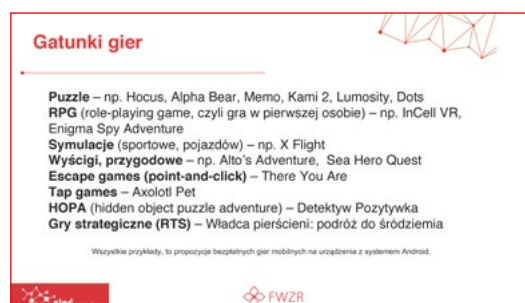 Gatunki gier
Puzzle – np. Hocus, Alpha Bear, Memo, Kami 2, Lumosity, Dots
RPG (role-playing game, czyli gra w pierwszej osobie) – np. InCell VR,
Enigma Spy Adventure
Symulacje (sportowe, pojazdów) – np. X Flight
Wyścigi, przygodowe – np. Alto's Adventure, Sea Hero Quest
Escape games (point-and-click) – There You Are
Tap games – Axolotl Pet
HOPA (hidden object puzzle adventure) – Detektyw Pozytywka
Gry strategiczne (RTS) – Władca pierścieni: podróż do śródziemia
Wszystkie przykłady, to propozycje bezpłatnych gier mobilnych na urządzenia z systemem Android.
FWZR